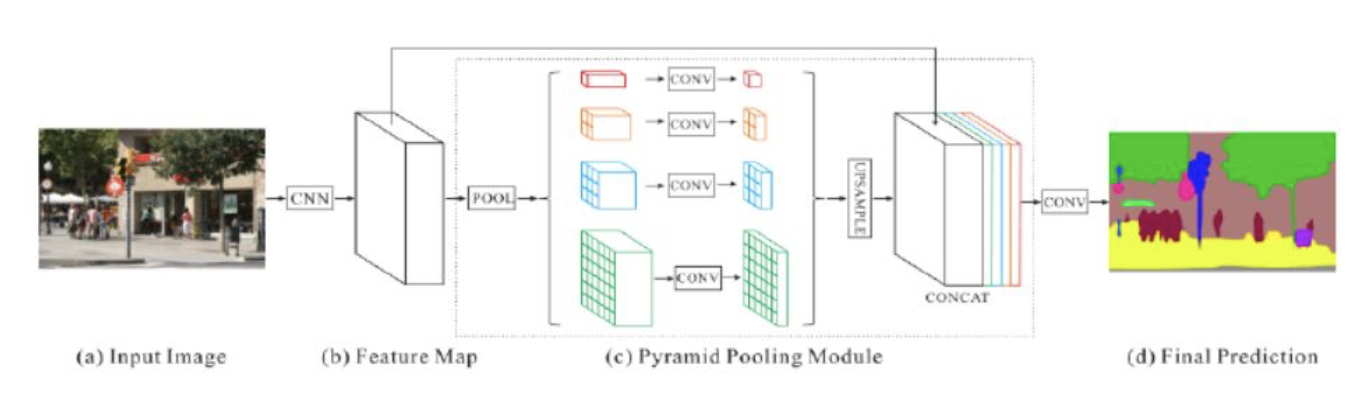 CNN
POOL
CONV
CONV
CONV
CONV
UPSAMPLE
CONCAT
CONV
(a) Input Image
(b) Feature Map
(c) Pyramid Pooling Module
(d) Final Prediction